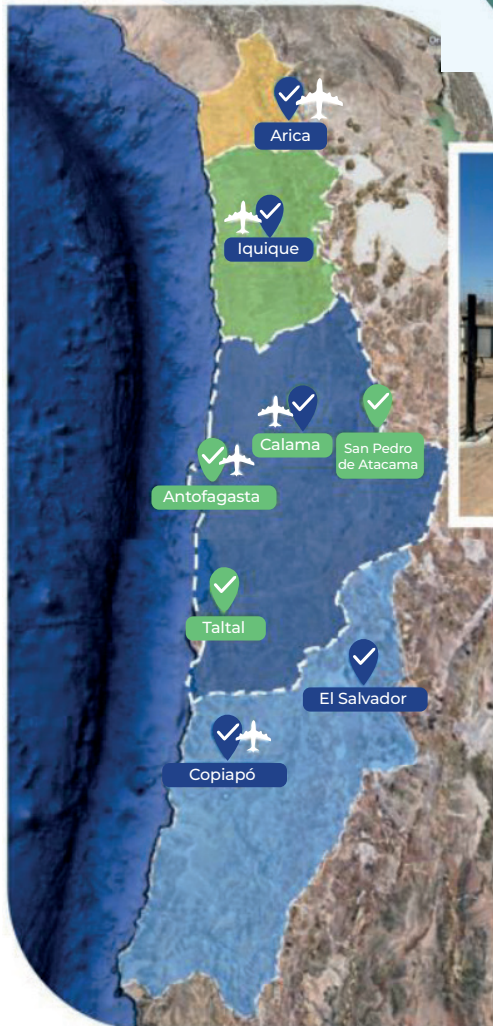 Arica
Iquique
Calama
San Pedro
de Atacama
Antofagasta
Taltal
El Salvador
Copiapó